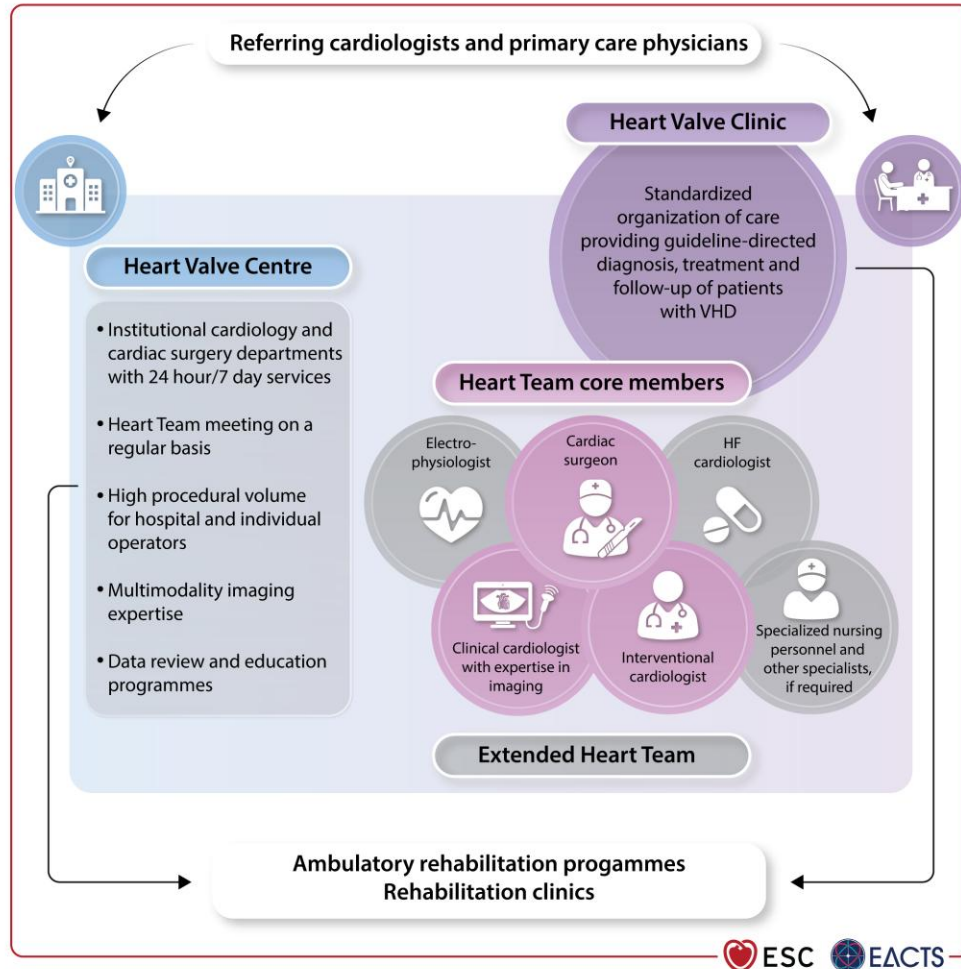 Referring cardiologists and primary care physicians
Heart Valve Clinic
Standardized
organization of care
providing guideline-directed
diagnosis, treatment and
follow-up of patients
with VHD
Heart Valve Centre
• Institutional cardiology and
cardiac surgery departments
with 24 hour/7 day services
• Heart Team meeting on a
regular basis
• High procedural volume
for hospital and individual
operators
• Multimodality imaging
expertise
• Data review and education
programmes
Heart Team core members
Electro-
physiologist
Cardiac
surgeon
HF
cardiologist
Clinical cardiologist
with expertise in
imaging
Interventional
cardiologist
Specialized nursing
personnel and
other specialists,
if required
Extended Heart Team
Ambulatory rehabilitation progammes
Rehabilitation clinics
ESC EACTS